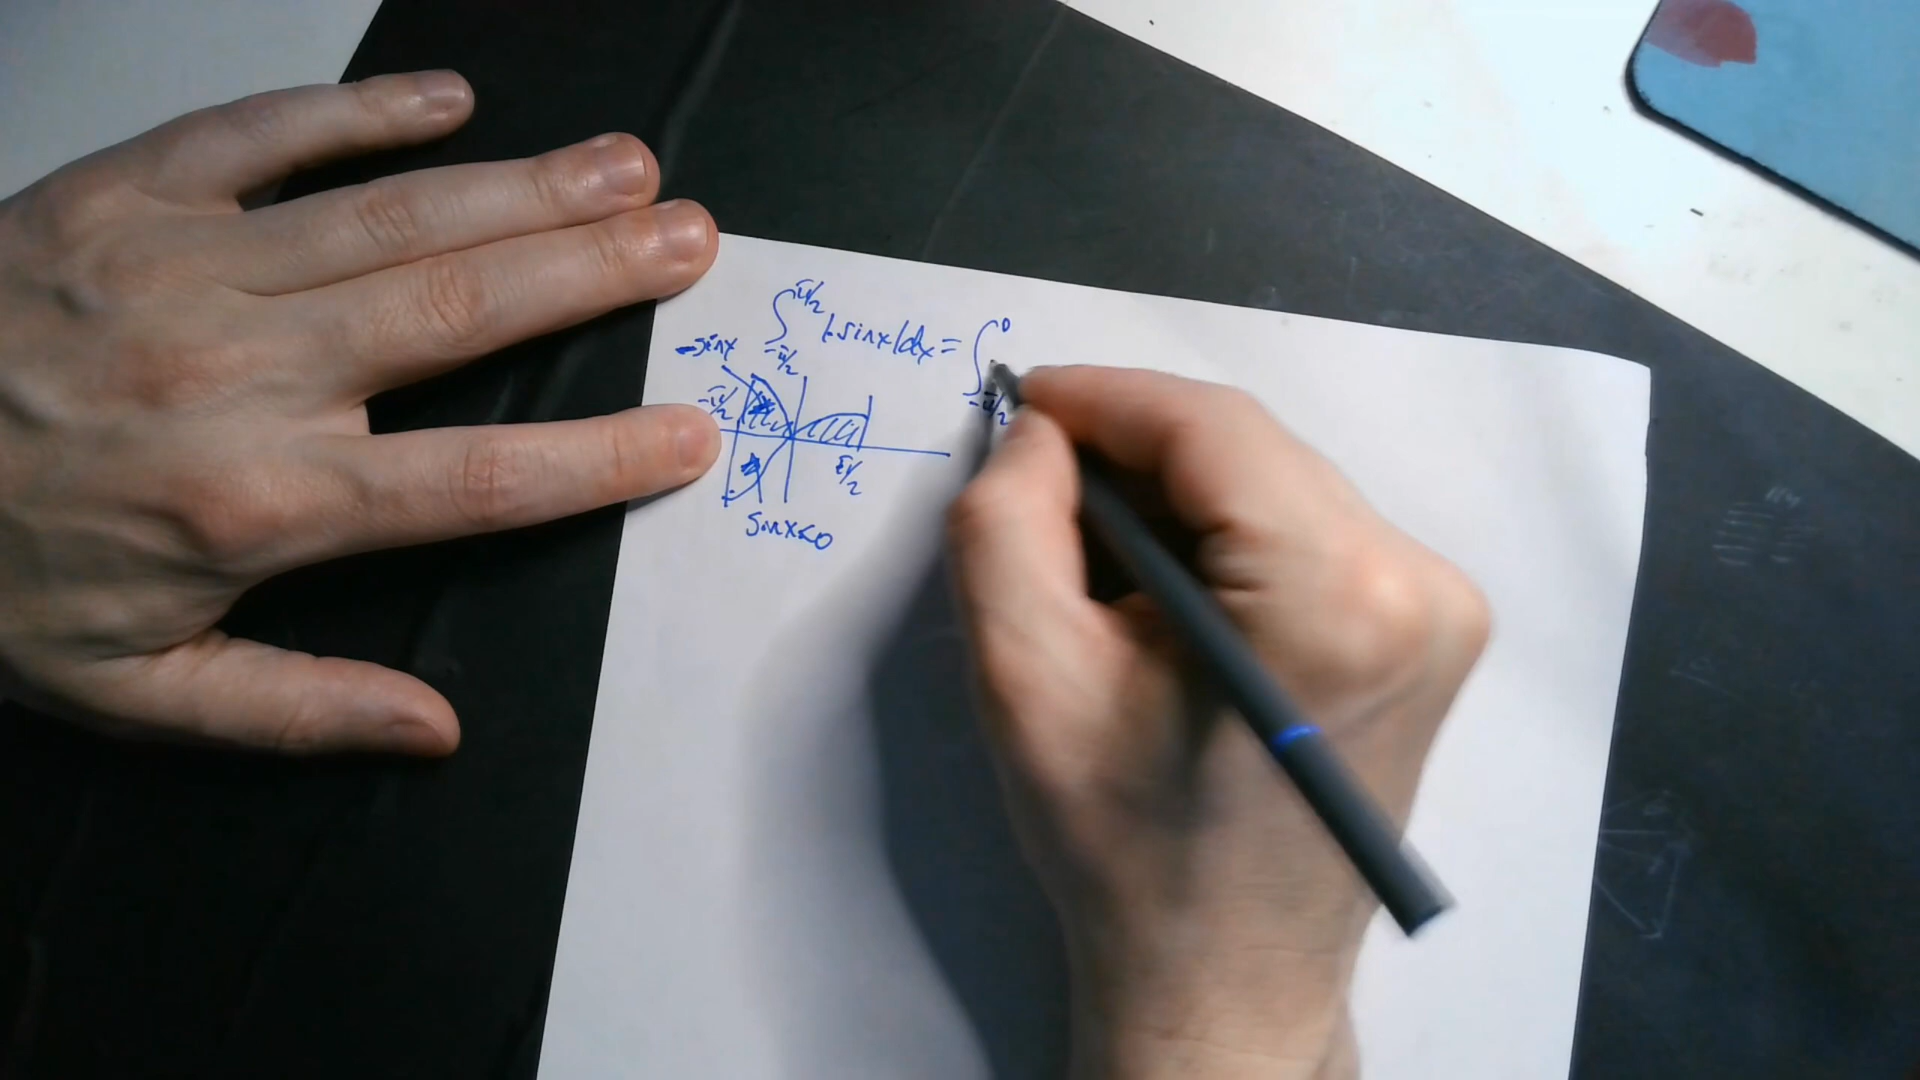 ∫_{-π/2}^{π/2} |sinx|dx = ∫_{-π/2}^{0}
-sinx
-π/2
π/2
sinx<0